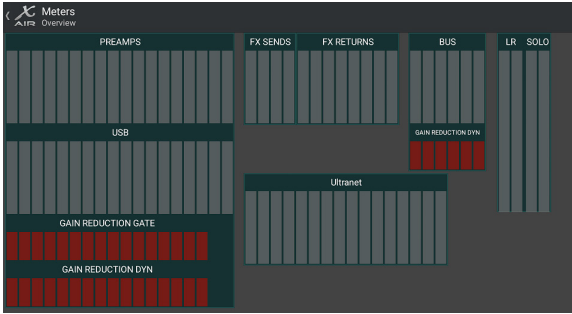 Meters
X AIR Overview
PREAMPS
FX SENDS
FX RETURNS
BUS
LR SOLO
USB
GAIN REDUCTION DYN
Ultranet
GAIN REDUCTION GATE
GAIN REDUCTION DYN